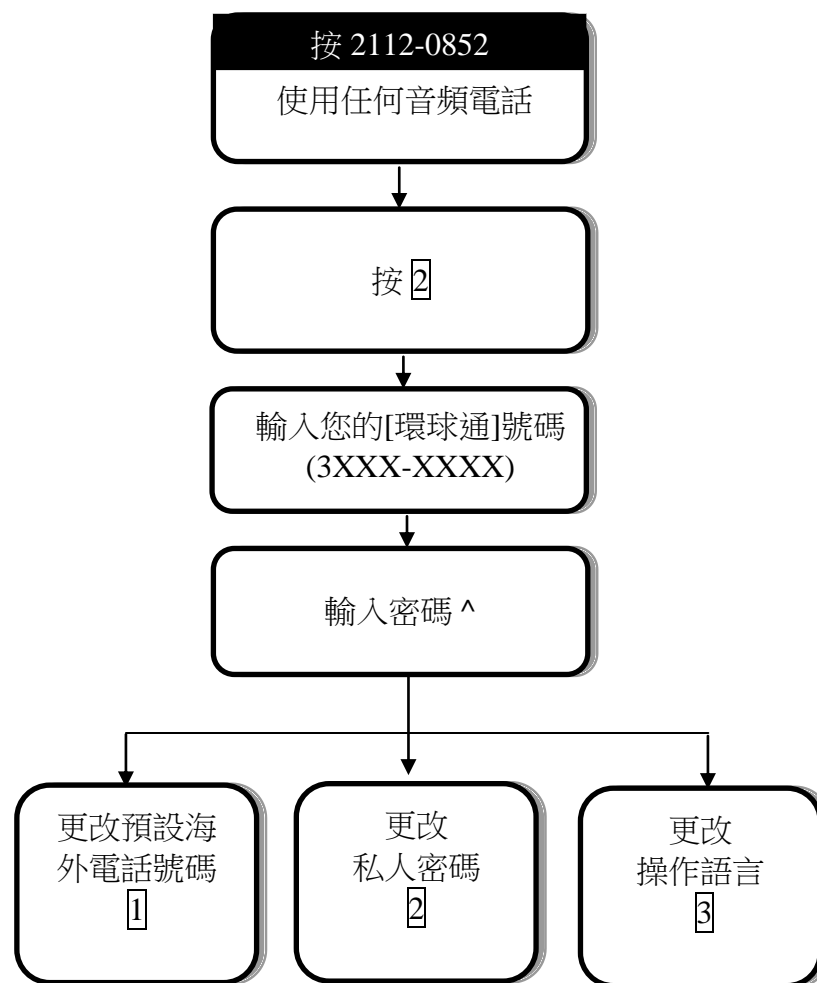 按 2112-0852
使用任何音頻電話
按 2
輸入您的[環球通]號碼
(3XXX-XXXX)
輸入密碼 ^
更改預設海
外電話號碼
1
更改
私人密碼
2
更改
操作語言
3